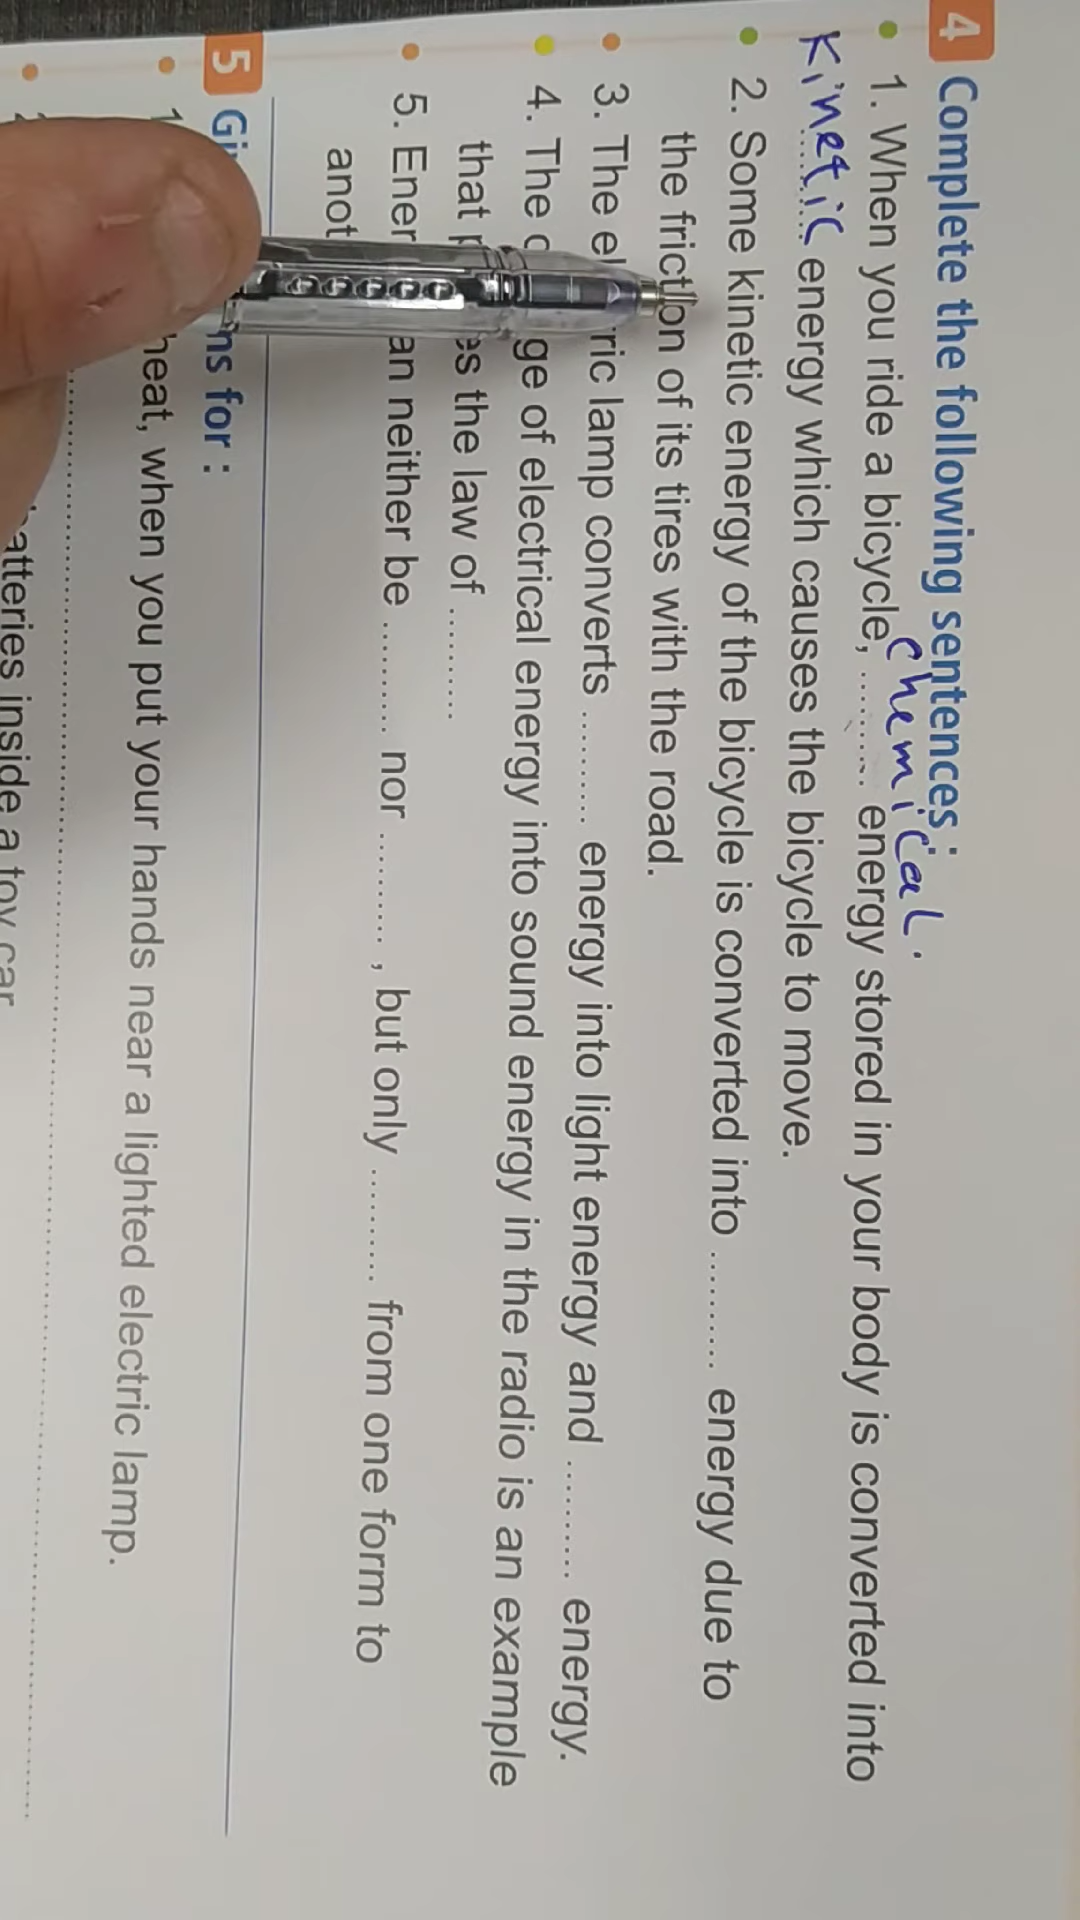 4 Complete the following sentences :
chemical.
1. When you ride a bicycle, .......... energy stored in your body is converted into
Kinetic energy which causes the bicycle to move.
2. Some kinetic energy of the bicycle is converted into .......... energy due to
the friction of its tires with the road.
3. The ric lamp converts .......... energy into light energy and .......... energy.
4. The ge of electrical energy into sound energy in the radio is an example
that es the law of ..........
5. Ener an neither be .......... nor .......... , but only .......... from one form to
anot
5 Gi ns for :
heat, when you put your hands near a lighted electric lamp.
atteries inside a toy car